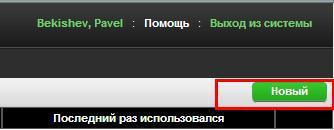 Bekishev, Pavel : Помощь : Выход из системы
Новый
Последний раз использовался